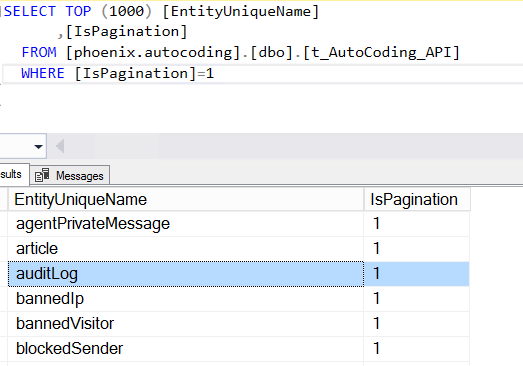 SELECT TOP (1000) [EntityUniqueName]
,[IsPagination]
FROM [phoenix.autocoding].[dbo].[t_AutoCoding_API]
WHERE [IsPagination]=1
sults Messages
EntityUniqueName IsPagination
agentPrivateMessage 1
article 1
auditLog 1
bannedIp 1
bannedVisitor 1
blockedSender 1